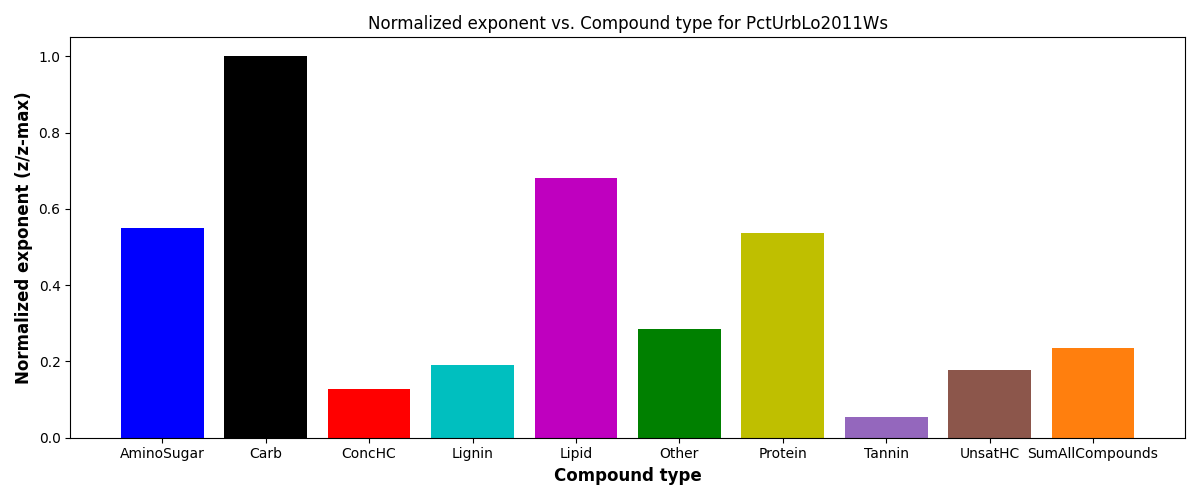 Normalized exponent vs. Compound type for PctUrbLo2011Ws
Normalized exponent (z/z-max)
1.0
0.8
0.6
0.4
0.2
0.0
AminoSugar Carb ConcHC Lignin Lipid Other Protein Tannin UnsatHC SumAllCompounds
Compound type